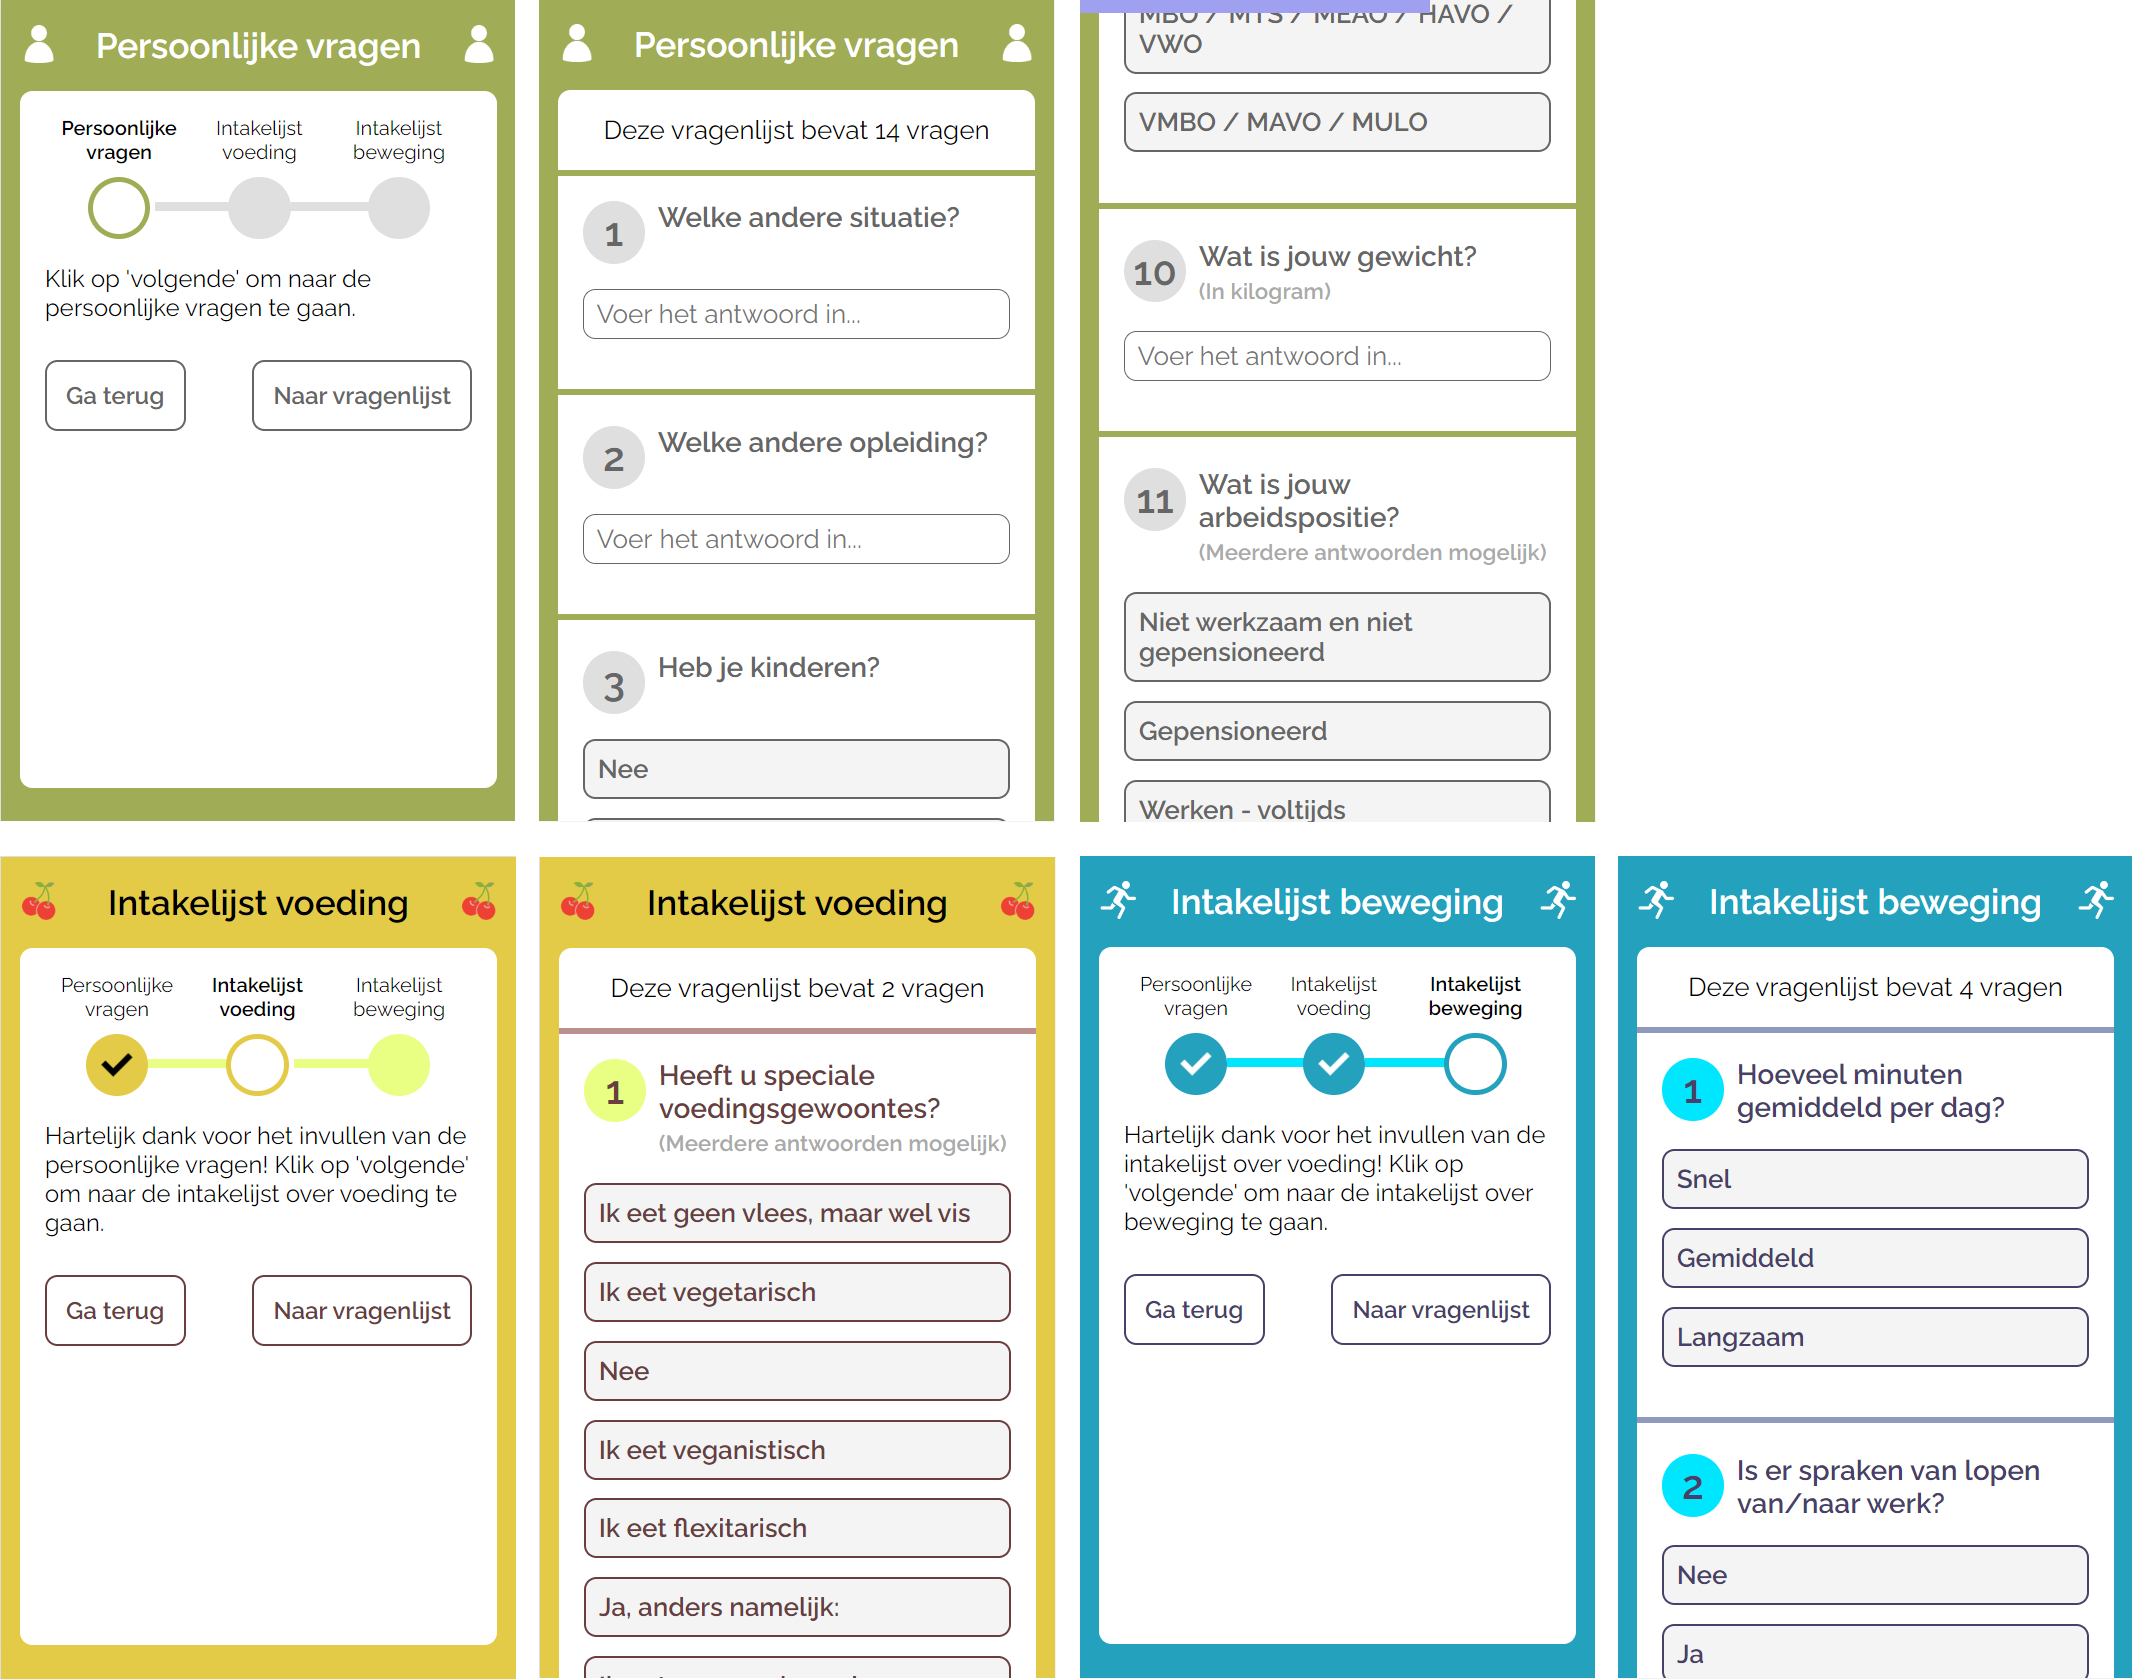 Persoonlijke vragen
Persoonlijke
vragen
Intakelijst
voeding
Intakelijst
beweging
Klik op 'volgende' om naar de
persoonlijke vragen te gaan.
Ga terug
Naar vragenlijst
Persoonlijke vragen
Deze vragenlijst bevat 14 vragen
1
Welke andere situatie?
Voer het antwoord in...
2
Welke andere opleiding?
Voer het antwoord in...
3
Heb je kinderen?
Nee
MBO / MTS / MEAO / HAVO /
VWO
VMBO / MAVO / MULO
10
Wat is jouw gewicht?
(In kilogram)
Voer het antwoord in...
11
Wat is jouw
arbeidspositie?
(Meerdere antwoorden mogelijk)
Niet werkzaam en niet
gepensioneerd
Gepensioneerd
Werken - voltijds
Intakelijst voeding
Persoonlijke
vragen
Intakelijst
voeding
Intakelijst
beweging
Hartelijk dank voor het invullen van de
persoonlijke vragen! Klik op 'volgende'
om naar de intakelijst over voeding te
gaan.
Ga terug
Naar vragenlijst
Intakelijst voeding
Deze vragenlijst bevat 2 vragen
1
Heeft u speciale
voedingsgewoontes?
(Meerdere antwoorden mogelijk)
Ik eet geen vlees, maar wel vis
Ik eet vegetarisch
Nee
Ik eet veganistisch
Ik eet flexitarisch
Ja, anders namelijk:
Intakelijst beweging
Persoonlijke
vragen
Intakelijst
voeding
Intakelijst
beweging
Hartelijk dank voor het invullen van de
intakelijst over voeding! Klik op
'volgende' om naar de intakelijst over
beweging te gaan.
Ga terug
Naar vragenlijst
Intakelijst beweging
Deze vragenlijst bevat 4 vragen
1
Hoeveel minuten
gemiddeld per dag?
Snel
Gemiddeld
Langzaam
2
Is er spraken van lopen
van/naar werk?
Nee
Ja